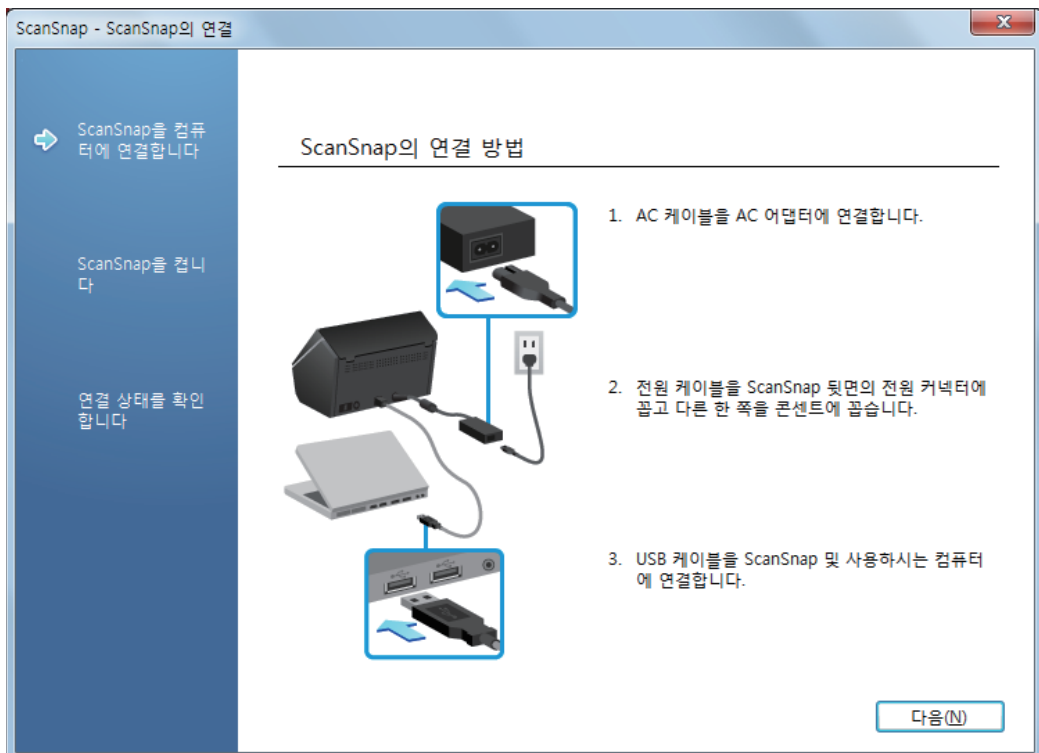 ScanSnap - ScanSnap의 연결
ScanSnap을 컴퓨
터에 연결합니다
ScanSnap을 켭니
다
연결 상태를 확인
합니다
ScanSnap의 연결 방법
1. AC 케이블을 AC 어댑터에 연결합니다.
2. 전원 케이블을 ScanSnap 뒷면의 전원 커넥터에
꼽고 다른 한 쪽을 콘센트에 꼽습니다.
3. USB 케이블을 ScanSnap 및 사용하시는 컴퓨터
에 연결합니다.
다음(N)